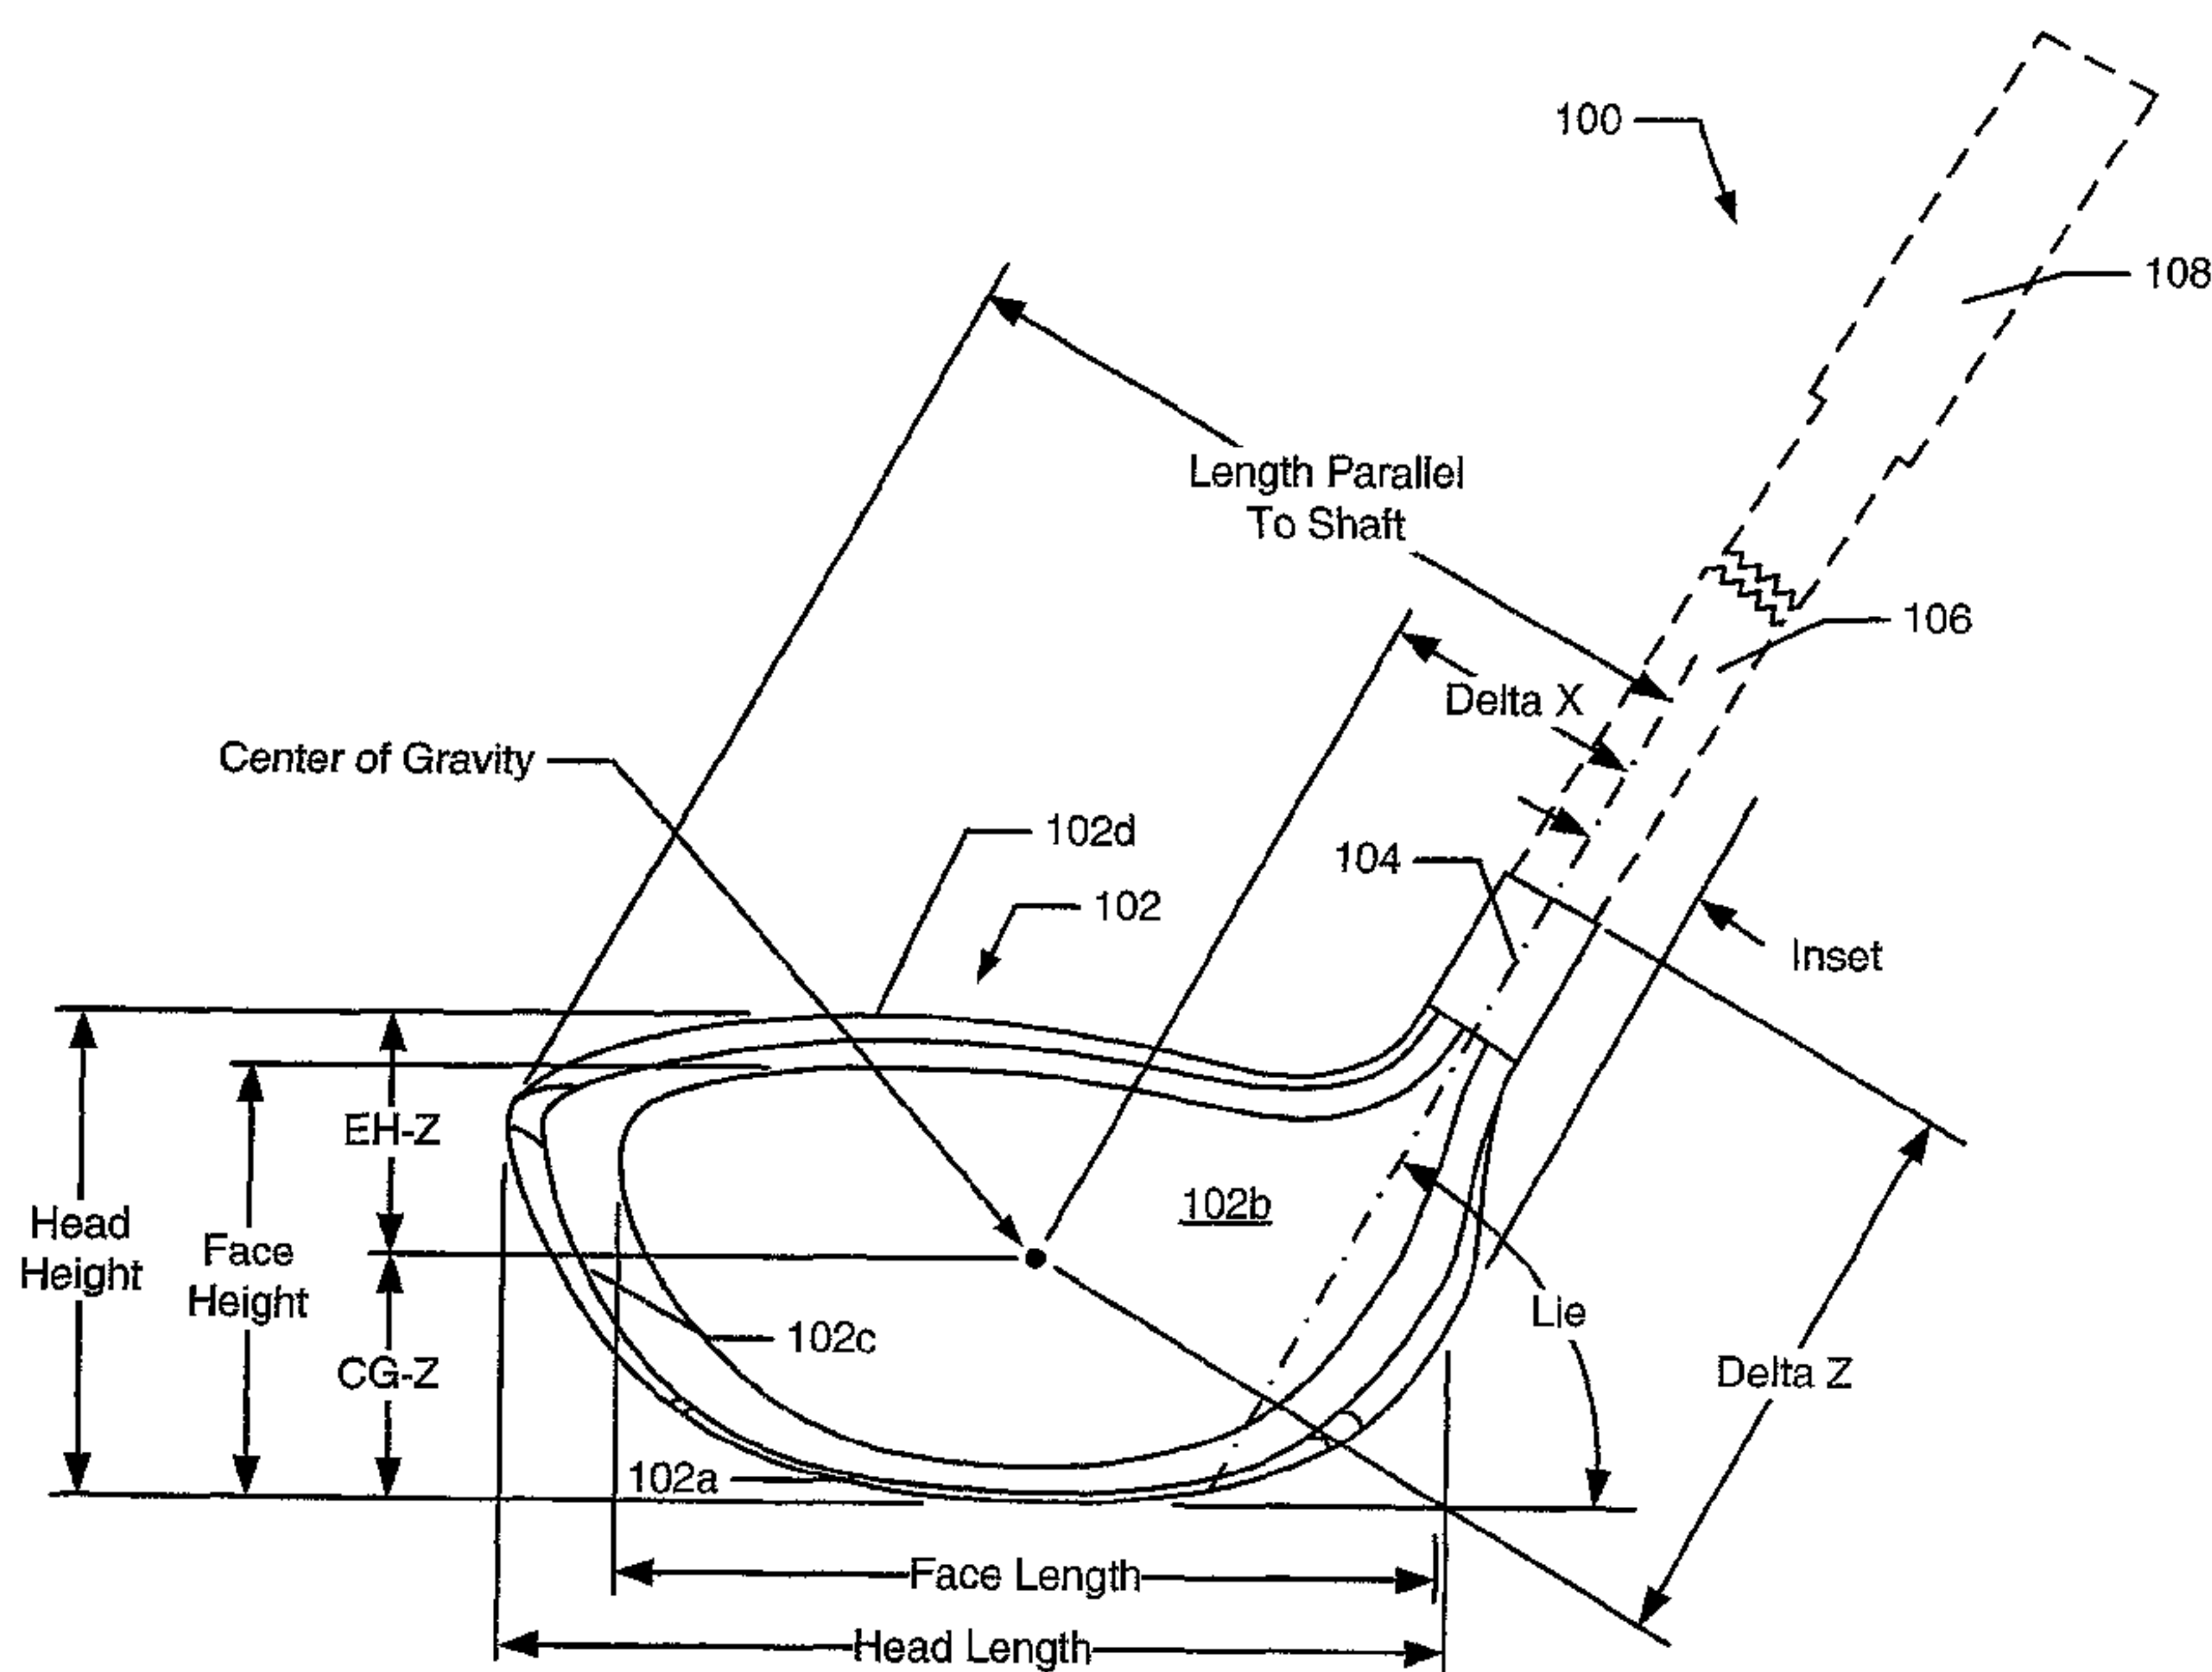 100
108
Length Parallel
To Shaft
106
Delta X
Center of Gravity
102d
104
102
Inset
EH-Z
102b
Head
Height
Face
Height
Lie
102c
CG-Z
Delta Z
102a
Face Length
Head Length